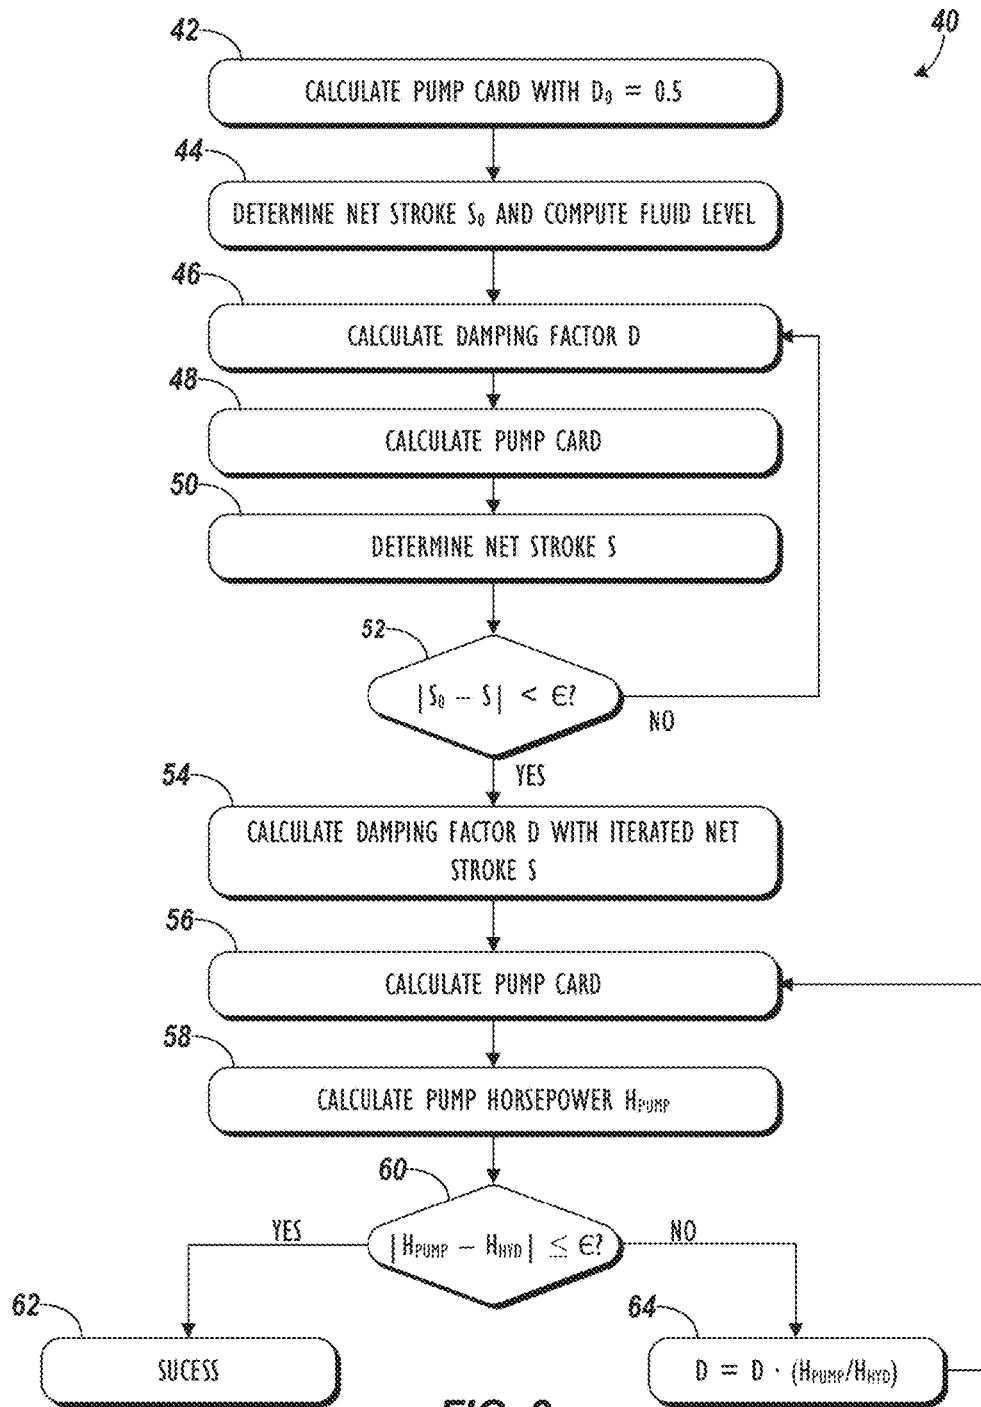 40
42
CALCULATE PUMP CARD WITH D₀ = 0.5
44
DETERMINE NET STROKE S₀ AND COMPUTE FLUID LEVEL
46
CALCULATE DAMPING FACTOR D
48
CALCULATE PUMP CARD
50
DETERMINE NET STROKE S
52
|S₀ - S| < ∈?
NO
YES
54
CALCULATE DAMPING FACTOR D WITH ITERATED NET
STROKE S
56
CALCULATE PUMP CARD
58
CALCULATE PUMP HORSEPOWER HPUMP
60
|HPUMP - HHYD| ≤ ∈?
YES
NO
62
SUCESS
64
D = D · (HPUMP/HHYD)
FIG.